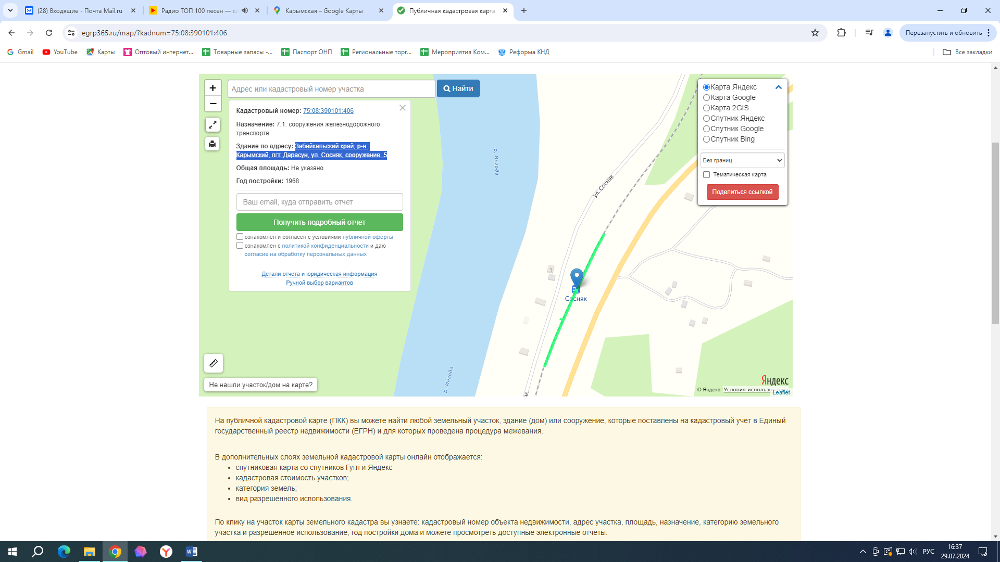 (28) Входящие - Почта Mail.ru
Радио ТОП 100 песен — сл
Карымская – Google Карты
Публичная кадастровая карта
egrp365.ru/map/?kadnum=75:08:390101:406
Перезапустить и обновить
Gmail
YouTube
Карты
Оптовый интернет...
Товарные запасы -...
Паспорт ОНП
Региональные торг...
Мероприятия Ком...
Реформа КНД
Все закладки
+
−
Адрес или кадастровый номер участка
Найти
Кадастровый номер: 75:08:390101:406
Назначение: 7.1. сооружения железнодорожного
транспорта
Здание по адресу: Забайкальский край, р-н.
Карымский, пгт. Дарасун, ул. Сосняк, сооружение. 5
Общая площадь: Не указано
Год постройки: 1968
Ваш email, куда отправить отчет
Получить подробный отчет
ознакомлен и согласен с условиями публичной оферты
ознакомлен с политикой конфиденциальности и даю
согласие на обработку персональных данных
Детали отчета и юридическая информация
Ручной выбор вариантов
Карта Яндекс
Карта Google
Карта 2GIS
Спутник Яндекс
Спутник Google
Спутник Bing
Без границ
Тематическая карта
Поделиться ссылкой
р. Ингода
ул. Сосняк
1
Сосняк
р. Ингода
як
Не нашли участок/дом на карте?
Яндекс
© Яндекс Условия использования
Leaflet
На публичной кадастровой карте (ПКК) вы можете найти любой земельный участок, здание (дом) или сооружение, которые поставлены на кадастровый учёт в Единый
государственный реестр недвижимости (ЕГРН) и для которых проведена процедура межевания.
В дополнительных слоях земельной кадастровой карты онлайн отображается:
• спутниковая карта со спутников Гугл и Яндекс
• кадастровая стоимость участков;
• категория земель;
• вид разрешенного использования.
По клику на участок карты земельного кадастра вы узнаете: кадастровый номер объекта недвижимости, адрес участка, площадь, назначение, категорию земельного
участка и разрешенное использование, год постройки дома и можете просмотреть доступные электронные отчеты.
РУС
16:37
29.07.2024